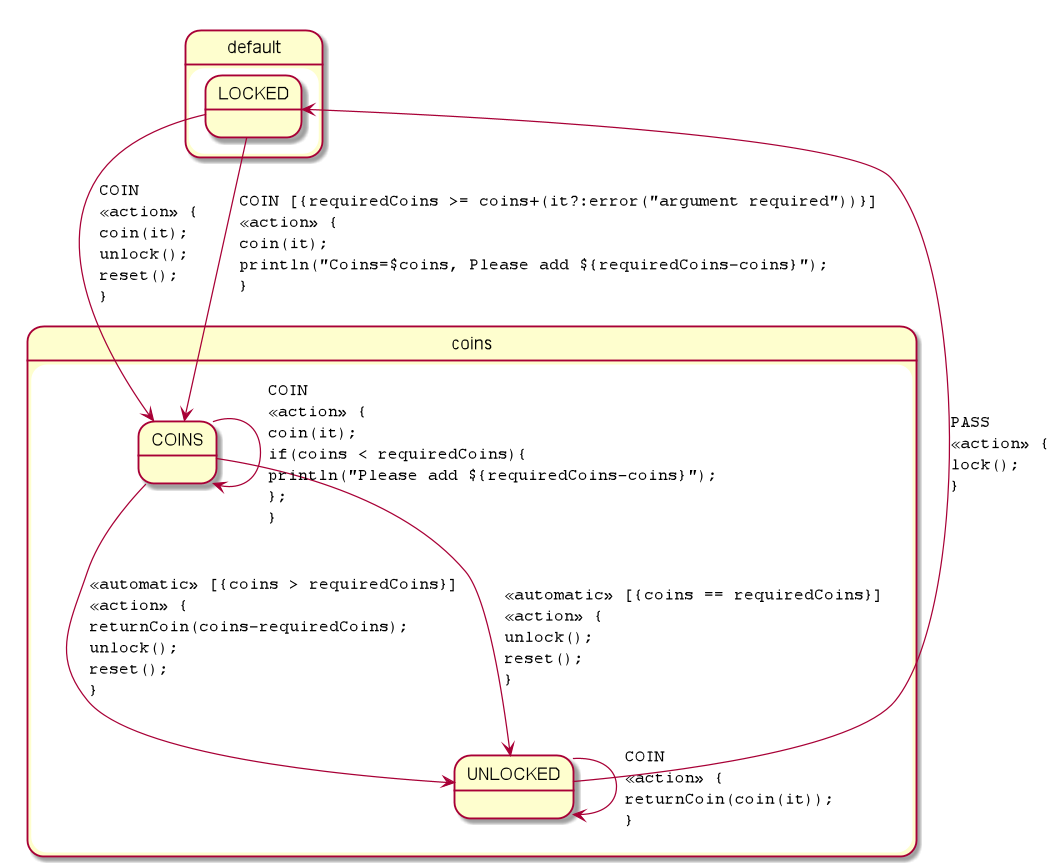 default
LOCKED
COIN
«action» {
coin(it);
unlock();
reset();
}
COIN [{requiredCoins >= coins+(it?:error("argument required"))}]
«action» {
coin(it);
println("Coins=$coins, Please add ${requiredCoins-coins}");
}
coins
COINS
COIN
«action» {
coin(it);
if(coins < requiredCoins){
println("Please add ${requiredCoins-coins}");
};
}
PASS
«action» {
lock();
}
«automatic» [{coins > requiredCoins}]
«action» {
returnCoin(coins-requiredCoins);
unlock();
reset();
}
«automatic» [{coins == requiredCoins}]
«action» {
unlock();
reset();
}
UNLOCKED
COIN
«action» {
returnCoin(coin(it));
}